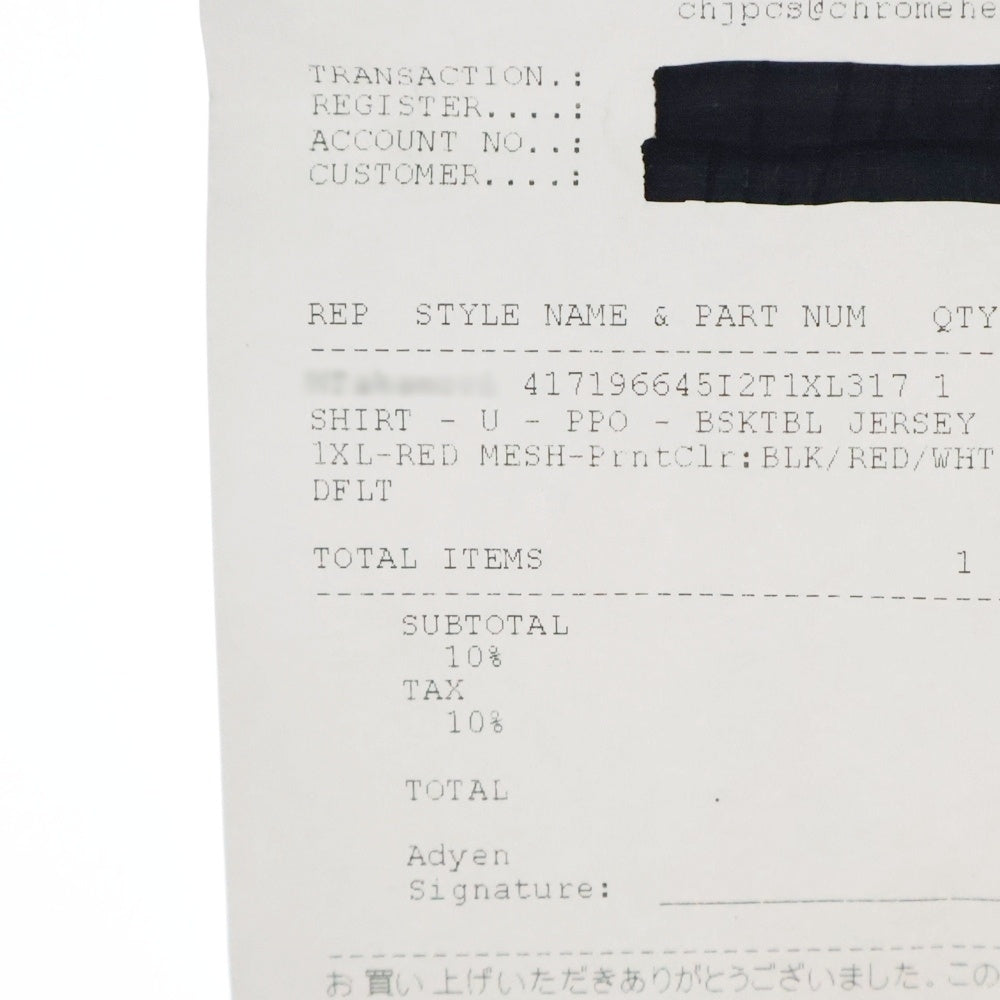 chjpcs@chromehe
TRANSACTION.:
REGISTER....:
ACCOUNT NO..:
CUSTOMER....:
REP STYLE NAME & PART NUM QTY
417196645I2T1XL317 1
SHIRT - U - PPO - BSKTBL JERSEY
1XL-RED MESH-PrntClr:BLK/RED/WHT
DFLT
TOTAL ITEMS 1
SUBTOTAL
10%
TAX
10%
TOTAL
Adyen
Signature:
お買い上げいただきありがとうございました。この